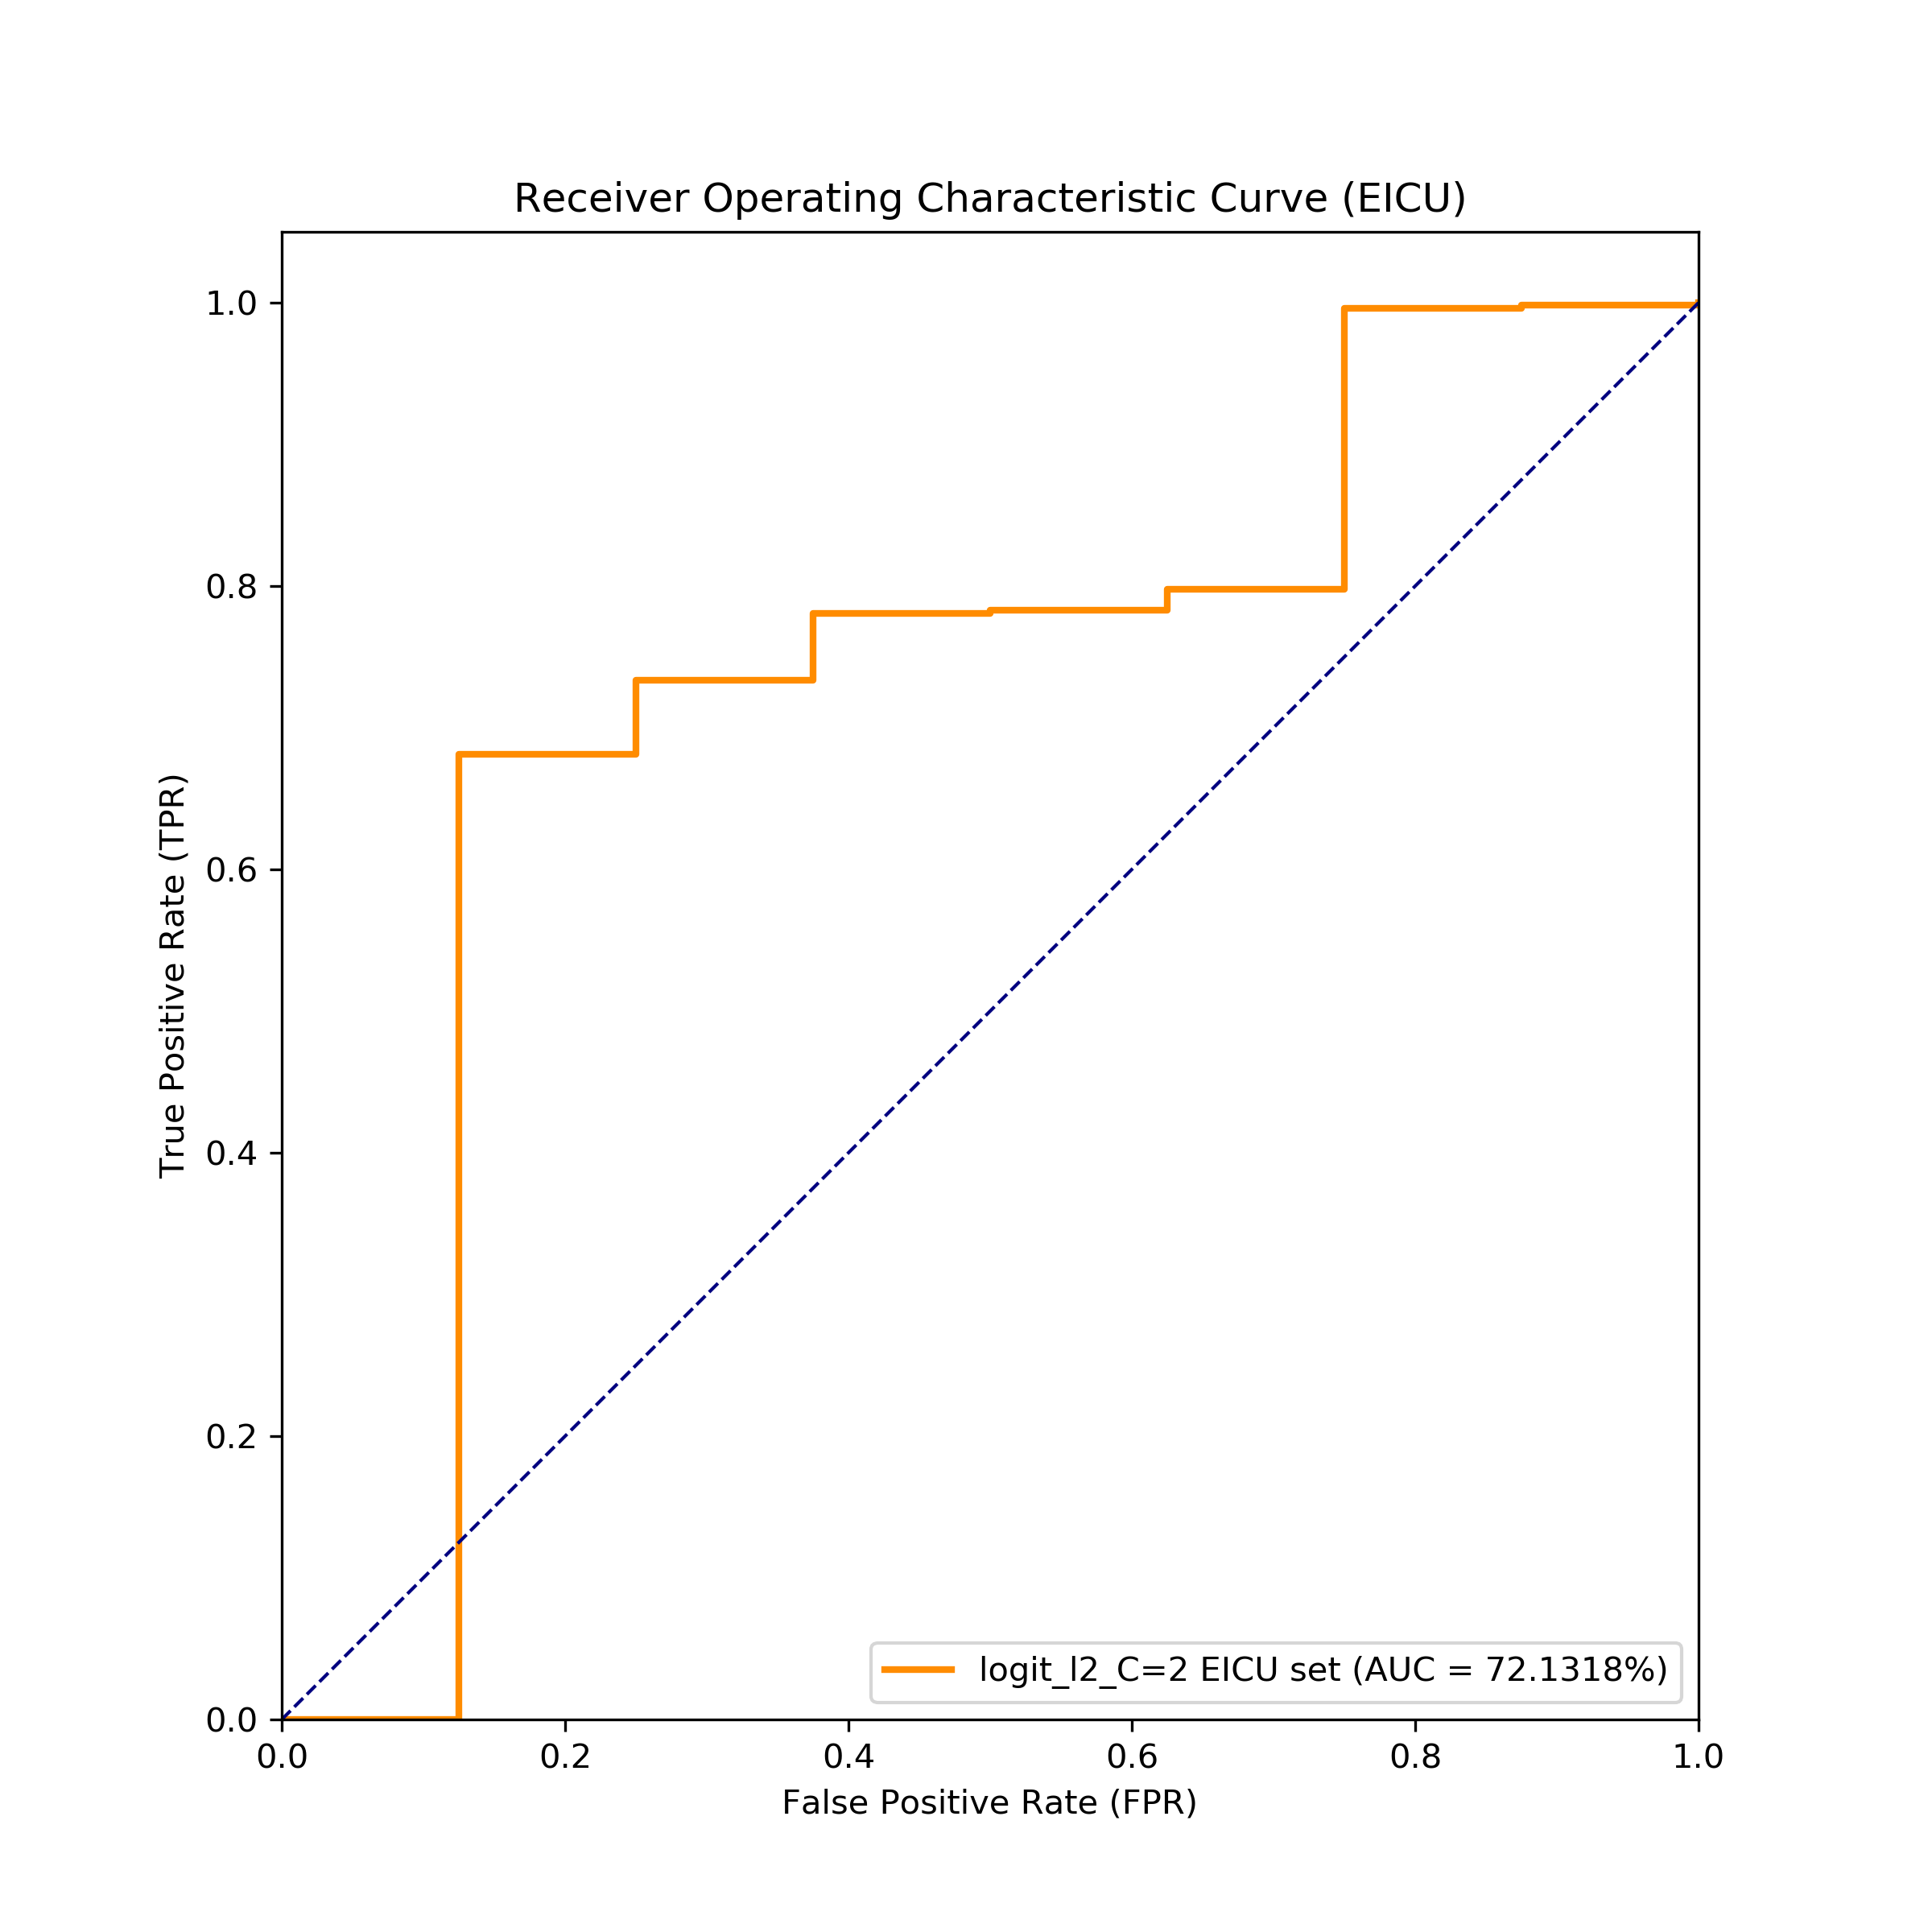 Receiver Operating Characteristic Curve (EICU)
True Positive Rate (TPR)
1.0
0.8
0.6
0.4
0.2
0.0
0.0 0.2 0.4 0.6 0.8 1.0
False Positive Rate (FPR)
logit_l2_C=2 EICU set (AUC = 72.1318%)